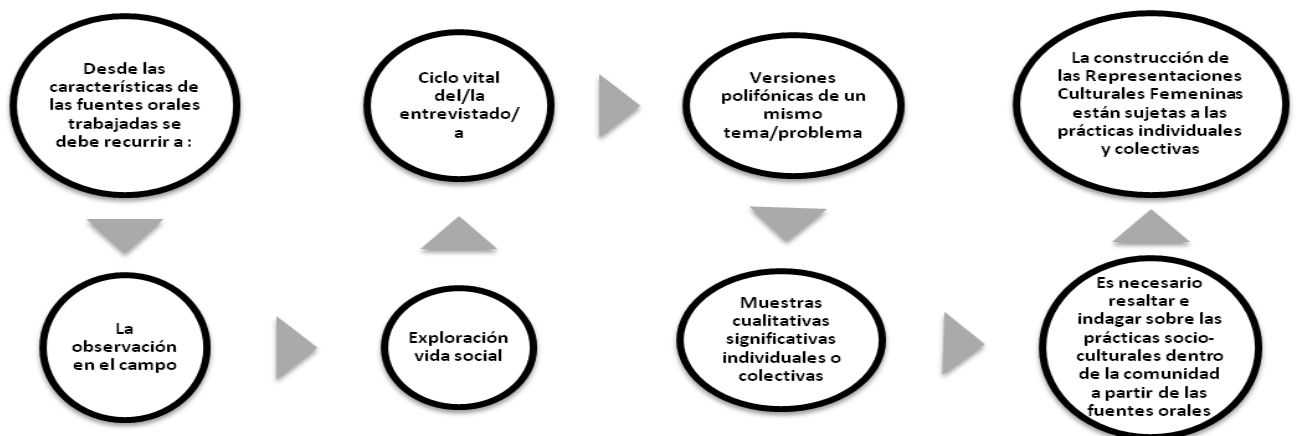 Desde las
características de
las fuentes orales
trabajadas se
debe recurrir a :
La
observación
en el campo
Exploración
vida social
Ciclo vital
del/la
entrevistado/
a
Versiones
polifónicas de un
mismo
tema/problema
Muestras
cualitativas
significativas
individuales o
colectivas
Es necesario
resaltar e
indagar sobre las
prácticas socio-
culturales dentro
de la comunidad
a partir de las
fuentes orales
La construcción de
las Representaciones
Culturales Femeninas
están sujetas a las
prácticas individuales
y colectivas